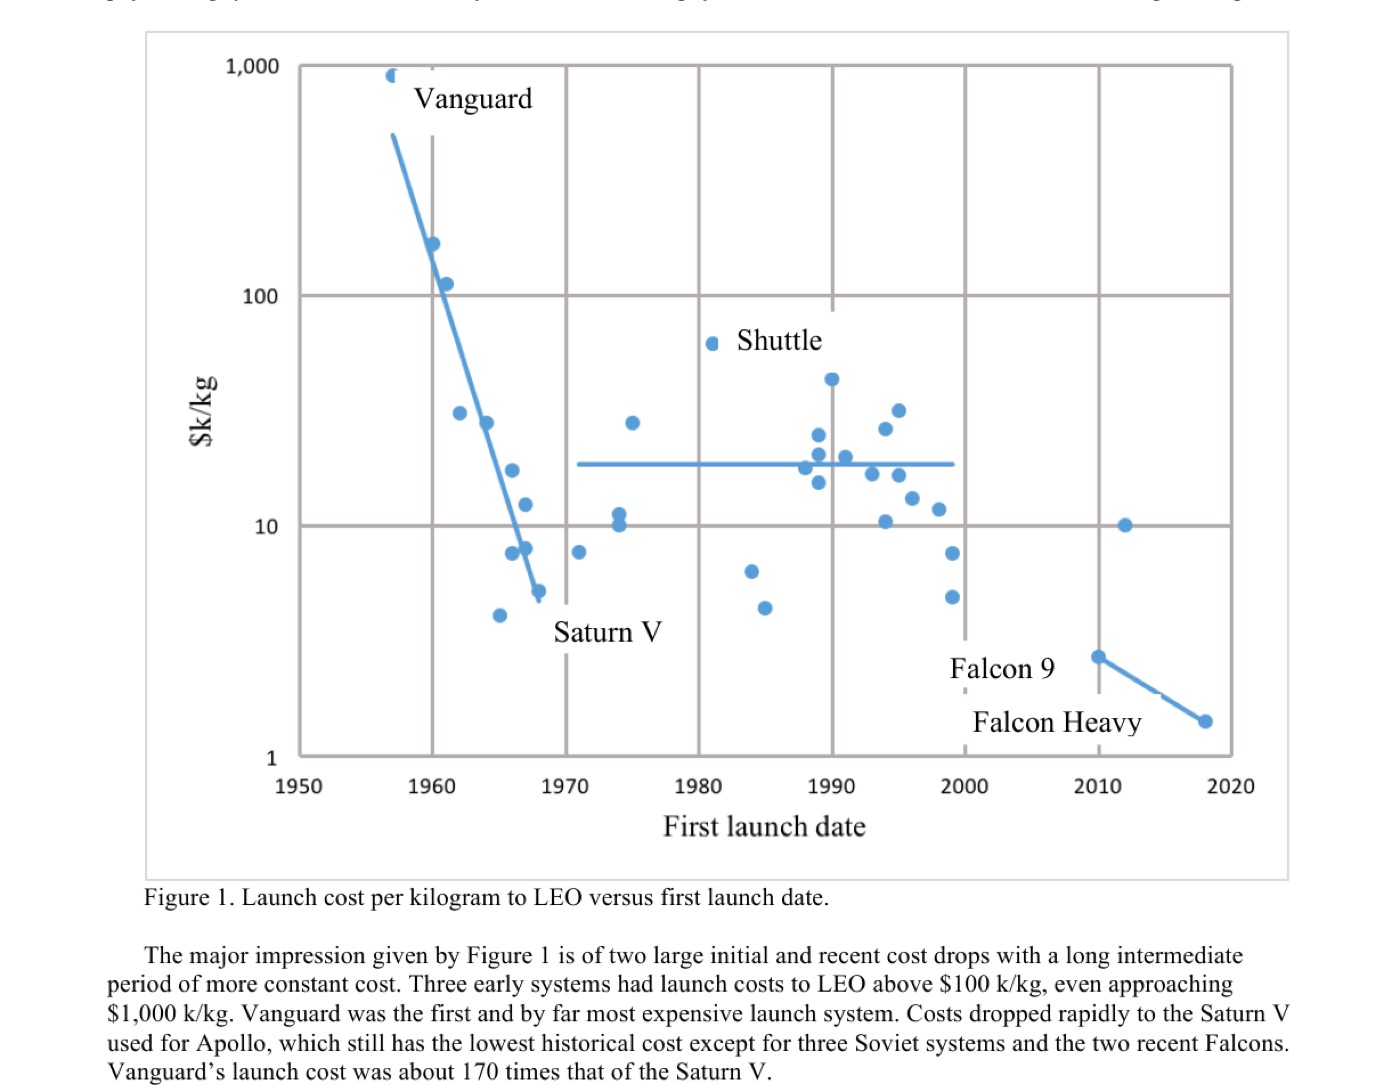 1,000
Vanguard
100
Shuttle
$k/kg
10
Saturn V
Falcon 9
Falcon Heavy
1
1950 1960 1970 1980 1990 2000 2010 2020
First launch date
Figure 1. Launch cost per kilogram to LEO versus first launch date.
The major impression given by Figure 1 is of two large initial and recent cost drops with a long intermediate
period of more constant cost. Three early systems had launch costs to LEO above $100 k/kg, even approaching
$1,000 k/kg. Vanguard was the first and by far most expensive launch system. Costs dropped rapidly to the Saturn V
used for Apollo, which still has the lowest historical cost except for three Soviet systems and the two recent Falcons.
Vanguard’s launch cost was about 170 times that of the Saturn V.